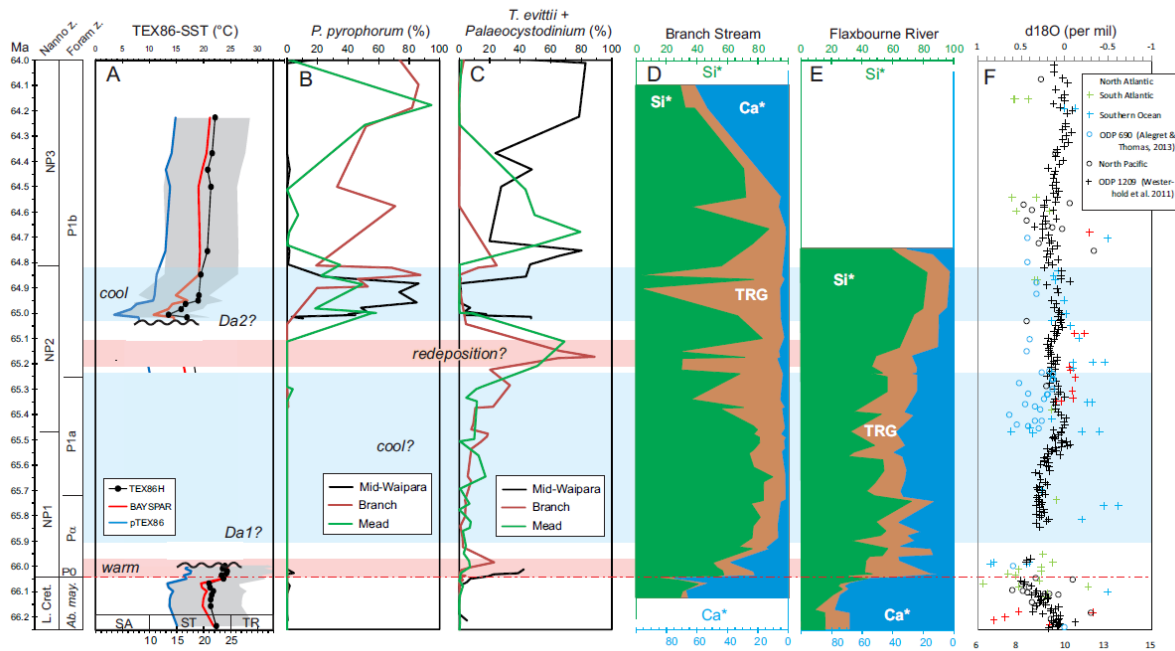 Ma
Nanno z.
Foram z.
TEX86-SST (°C)
0 5 10 15 20 25 30
A
P. pyrophorum (%)
0 20 40 60 80 100
B
T. evittii +
Palaeocystodinium (%)
0 20 40 60 80 100
C
Branch Stream
0 20 40 60 80 100
Si*
D
Flaxbourne River
0 20 40 60 80 100
Si*
E
d18O (per mil)
1 0.5 0 -0.5 -1
F
64.0
64.1
64.2
64.3
64.4
64.5
64.6
64.7
64.8
64.9
65.0
65.1
65.2
65.3
65.4
65.5
65.6
65.7
65.8
65.9
66.0
66.1
66.2
NP3
NP2
NP1
L. Cret.
P1b
P1a
Pα
P0
Ab. may.
cool
Da2?
redeposition?
cool?
Da1?
warm
TEX86H
BAYSPAR
pTEX86
SA
ST
TR
0 5 10 15 20 25
Mid-Waipara
Branch
Mead
Mid-Waipara
Branch
Mead
Si*
Ca*
TRG
Ca*
80 60 40 20 0
Si*
TRG
Ca*
80 60 40 20 0
North Atlantic
South Atlantic
Southern Ocean
ODP 690 (Alegret &
Thomas, 2013)
North Pacific
ODP 1209 (Wester-
hold et al. 2011)
6 8 10 13 15